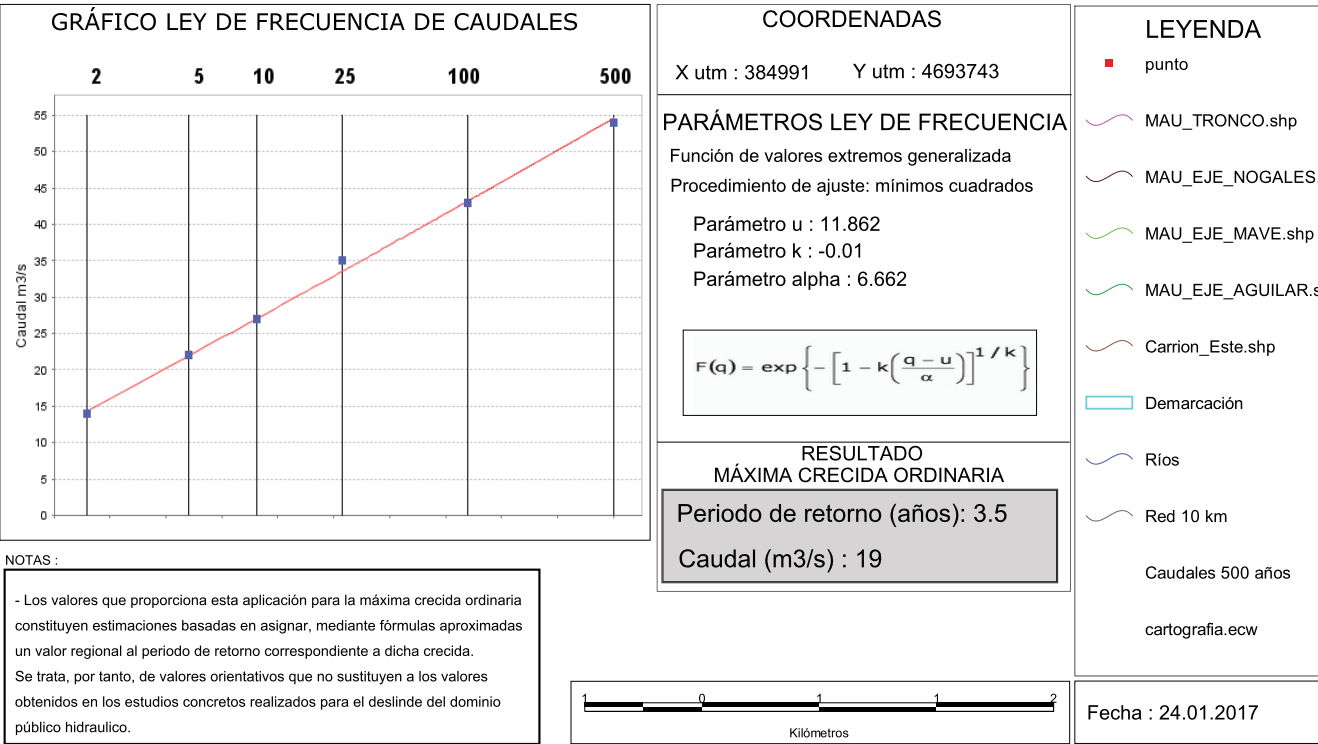 GRÁFICO LEY DE FRECUENCIA DE CAUDALES
2 5 10 25 100 500
Caudal m3/s
55
50
45
40
35
30
25
20
15
10
5
0
NOTAS :
- Los valores que proporciona esta aplicación para la máxima crecida ordinaria
constituyen estimaciones basadas en asignar, mediante fórmulas aproximadas
un valor regional al periodo de retorno correspondiente a dicha crecida.
Se trata, por tanto, de valores orientativos que no sustituyen a los valores
obtenidos en los estudios concretos realizados para el deslinde del dominio
público hidraulico.
COORDENADAS
X utm : 384991 Y utm : 4693743
PARÁMETROS LEY DE FRECUENCIA
Función de valores extremos generalizada
Procedimiento de ajuste: mínimos cuadrados
Parámetro u : 11.862
Parámetro k : -0.01
Parámetro alpha : 6.662
F(q) = exp{-[1 - k((q - u)/α)]^1/k}
RESULTADO
MÁXIMA CRECIDA ORDINARIA
Periodo de retorno (años): 3.5
Caudal (m3/s) : 19
1 0 1 1 2
Kilómetros
LEYENDA
punto
MAU_TRONCO.shp
MAU_EJE_NOGALES.
MAU_EJE_MAVE.shp
MAU_EJE_AGUILAR.s
Carrion_Este.shp
Demarcación
Ríos
Red 10 km
Caudales 500 años
cartografia.ecw
Fecha : 24.01.2017